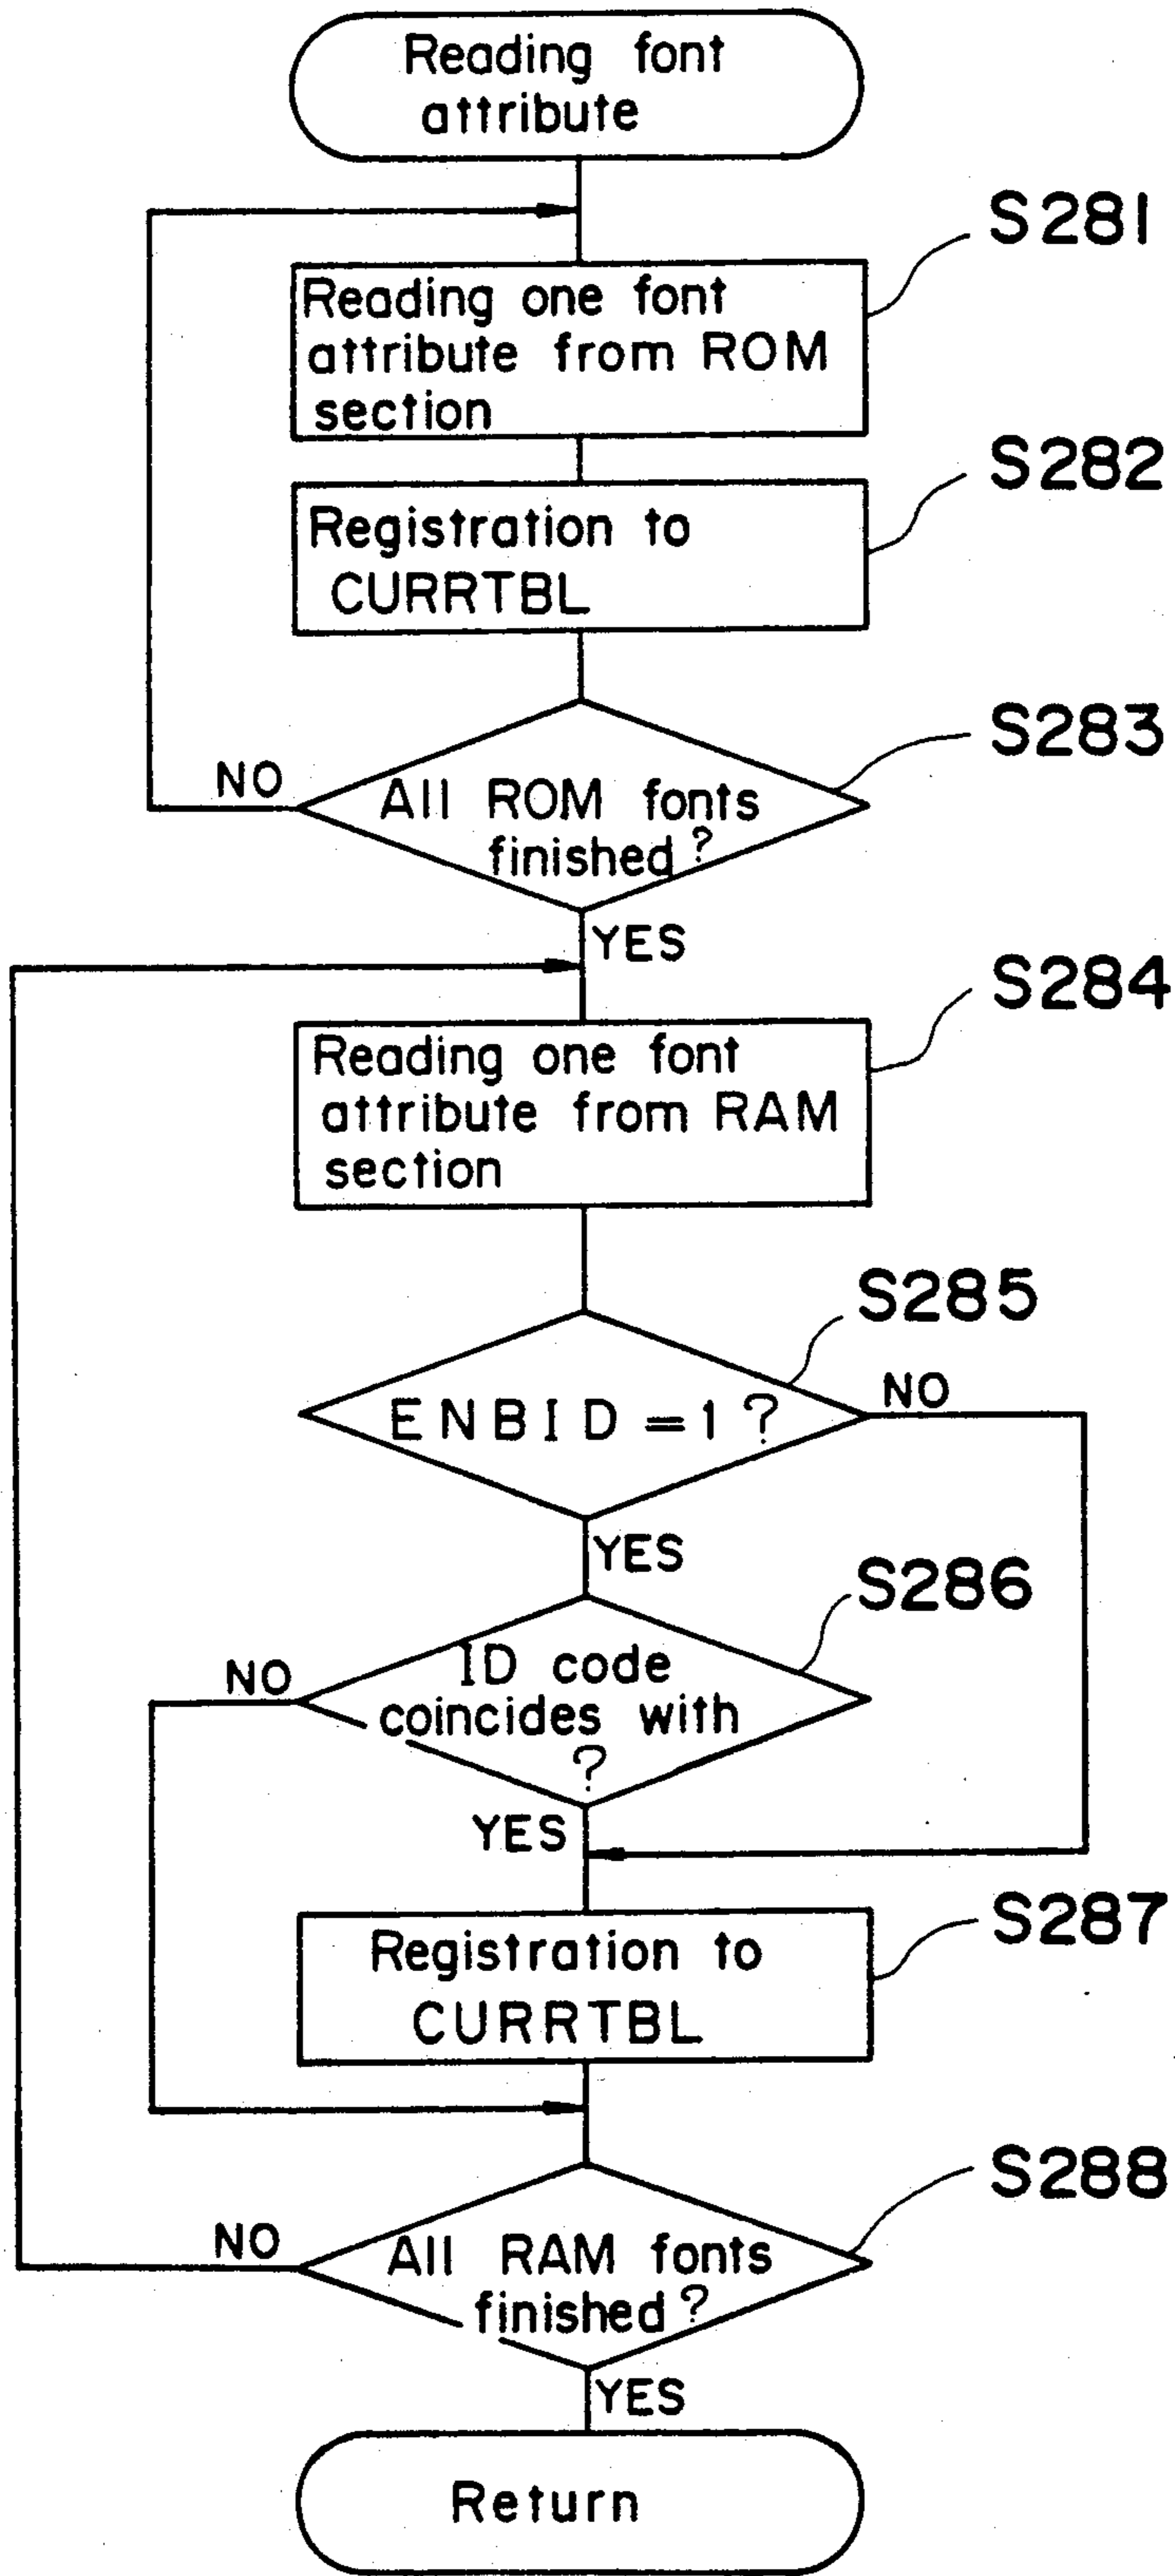 Reading font
attribute
S281
Reading one font
attribute from ROM
section
S282
Registration to
CURRTBL
S283
NO
All ROM fonts
finished?
YES
S284
Reading one font
attribute from RAM
section
S285
ENBID = 1 ?
NO
YES
S286
NO
ID code
coincides with
?
YES
S287
Registration to
CURRTBL
S288
NO
All RAM fonts
finished?
YES
Return